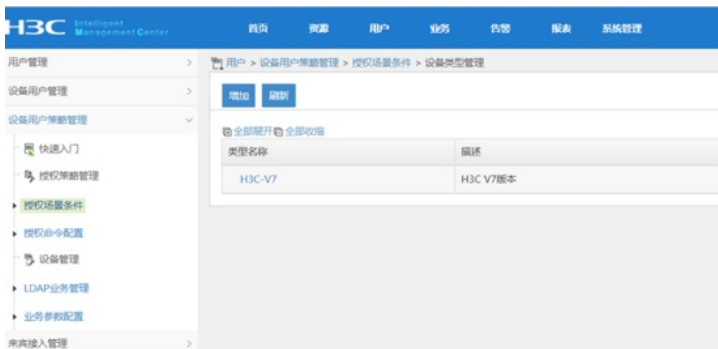 H3C Intelligent Management Center
首页 资源 用户 业务 告警 报表 系统管理
用户管理
设备用户管理
设备用户策略管理
快速入门
授权策略管理
授权场景条件
授权命令配置
设备管理
LDAP业务管理
业务参数配置
来宾接入管理
用户 > 设备用户策略管理 > 授权场景条件 > 设备类型管理
增加 刷新
全部展开 全部收缩
类型名称 描述
H3C-V7 H3C V7版本